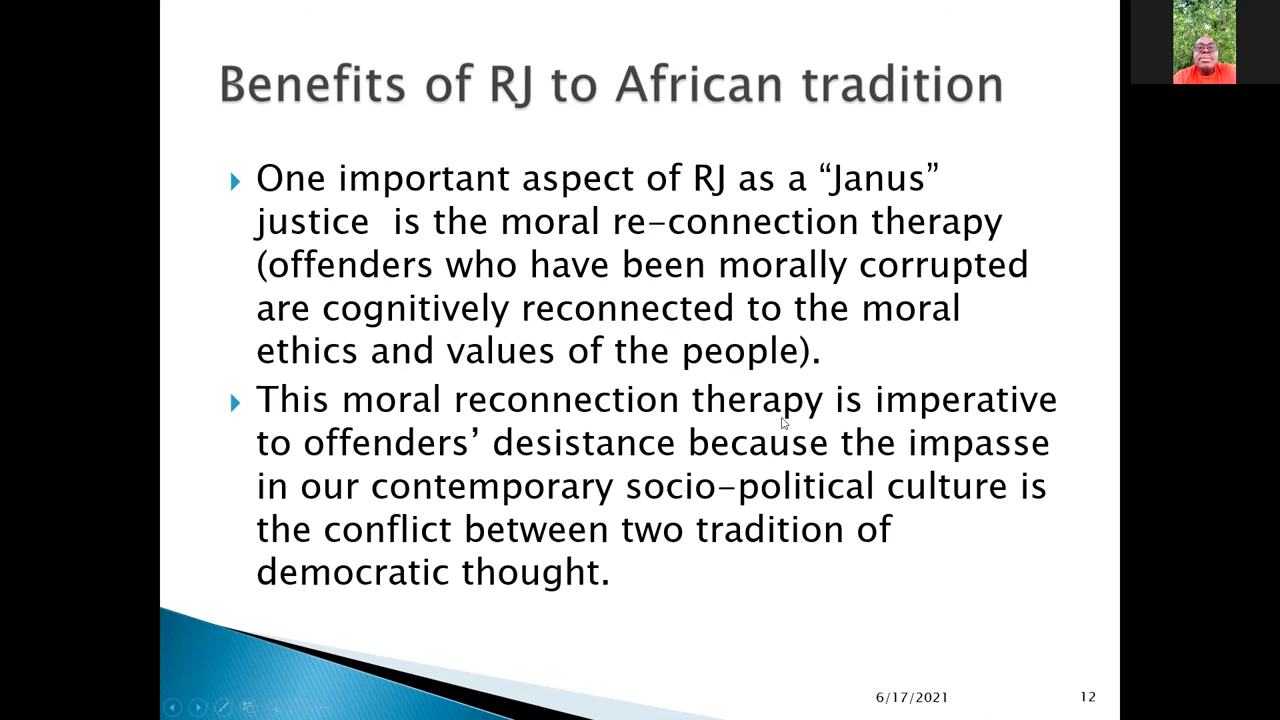 Benefits of RJ to African tradition
One important aspect of RJ as a “Janus”
justice is the moral re-connection therapy
(offenders who have been morally corrupted
are cognitively reconnected to the moral
ethics and values of the people).
This moral reconnection therapy is imperative
to offenders’ desistance because the impasse
in our contemporary socio-political culture is
the conflict between two tradition of
democratic thought.
6/17/2021
12